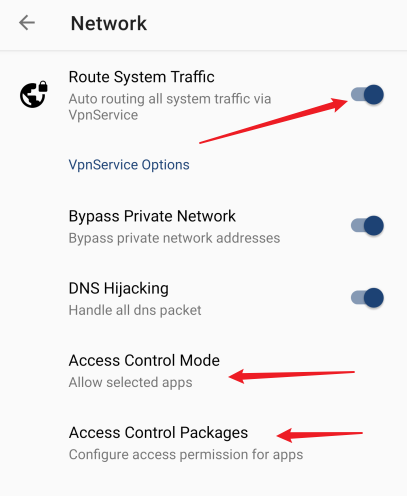 Network
Route System Traffic
Auto routing all system traffic via
VpnService
VpnService Options
Bypass Private Network
Bypass private network addresses
DNS Hijacking
Handle all dns packet
Access Control Mode
Allow selected apps
Access Control Packages
Configure access permission for apps